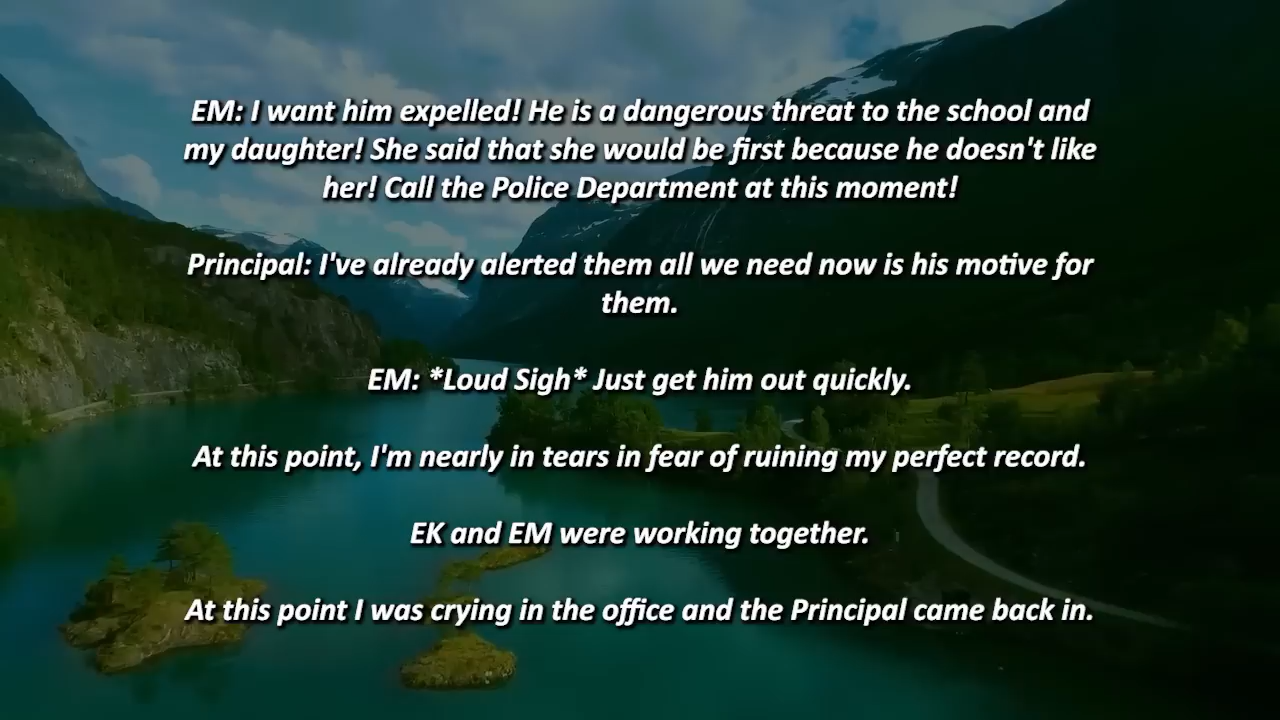 EM: I want him expelled! He is a dangerous threat to the school and
my daughter! She said that she would be first because he doesn't like
her! Call the Police Department at this moment!
Principal: I've already alerted them all we need now is his motive for
them.
EM: *Loud Sigh* Just get him out quickly.
At this point, I'm nearly in tears in fear of ruining my perfect record.
EK and EM were working together.
At this point I was crying in the office and the Principal came back in.